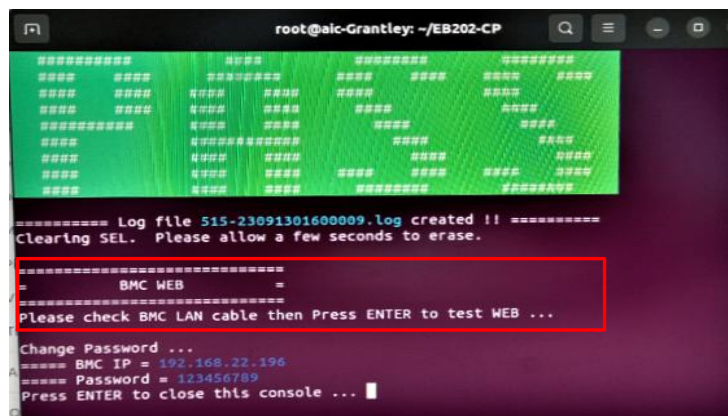 root@aic-Grantley: ~/EB202-CP
PASS
========== Log file 515-23091301600009.log created !! ==========
Clearing SEL.  Please allow a few seconds to erase.
=============================
=          BMC WEB          =
=============================
Please check BMC LAN cable then Press ENTER to test WEB ...
Change Password ...
===== BMC IP = 192.168.22.196
===== Password = 123456789
Press ENTER to close this console ...